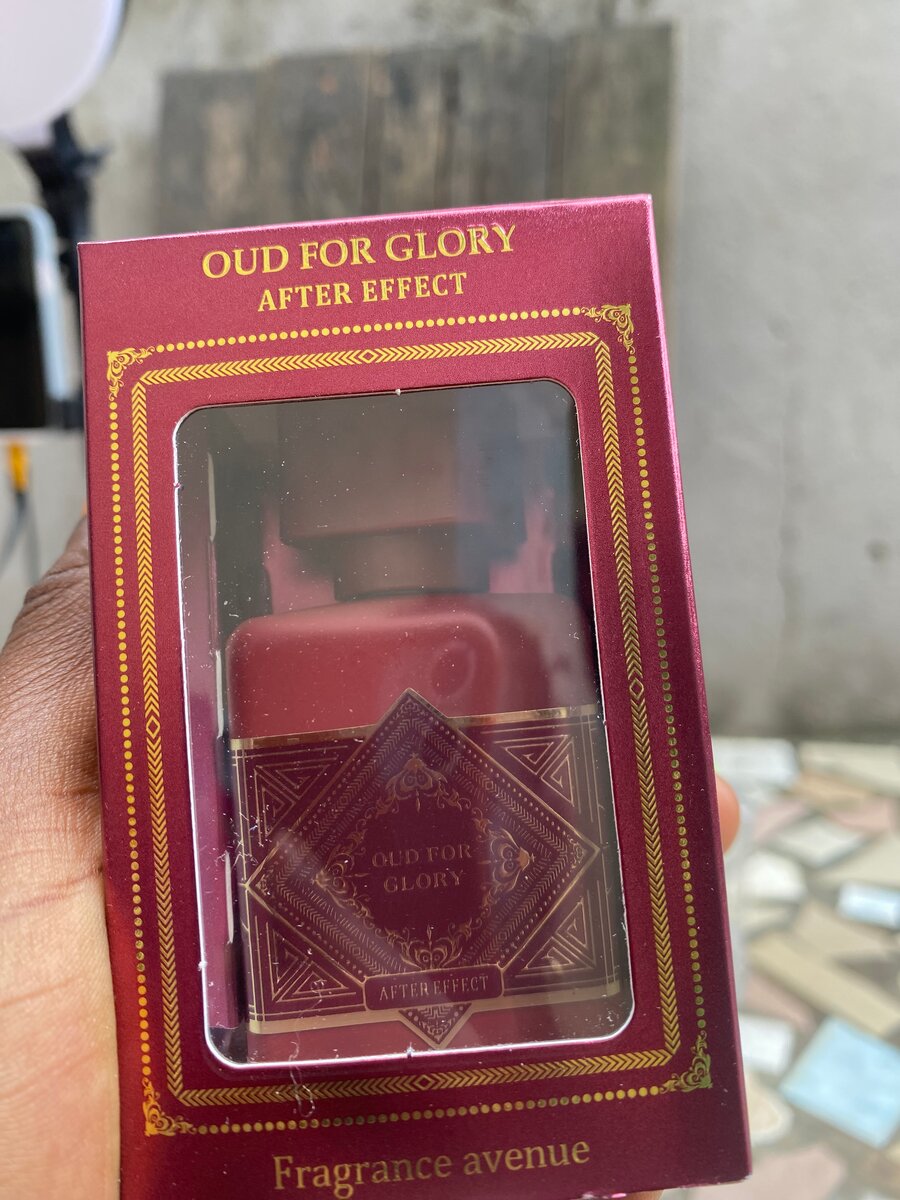 OUD FOR GLORY
AFTER EFFECT
OUD FOR
GLORY
AFTER EFFECT
Fragrance avenue